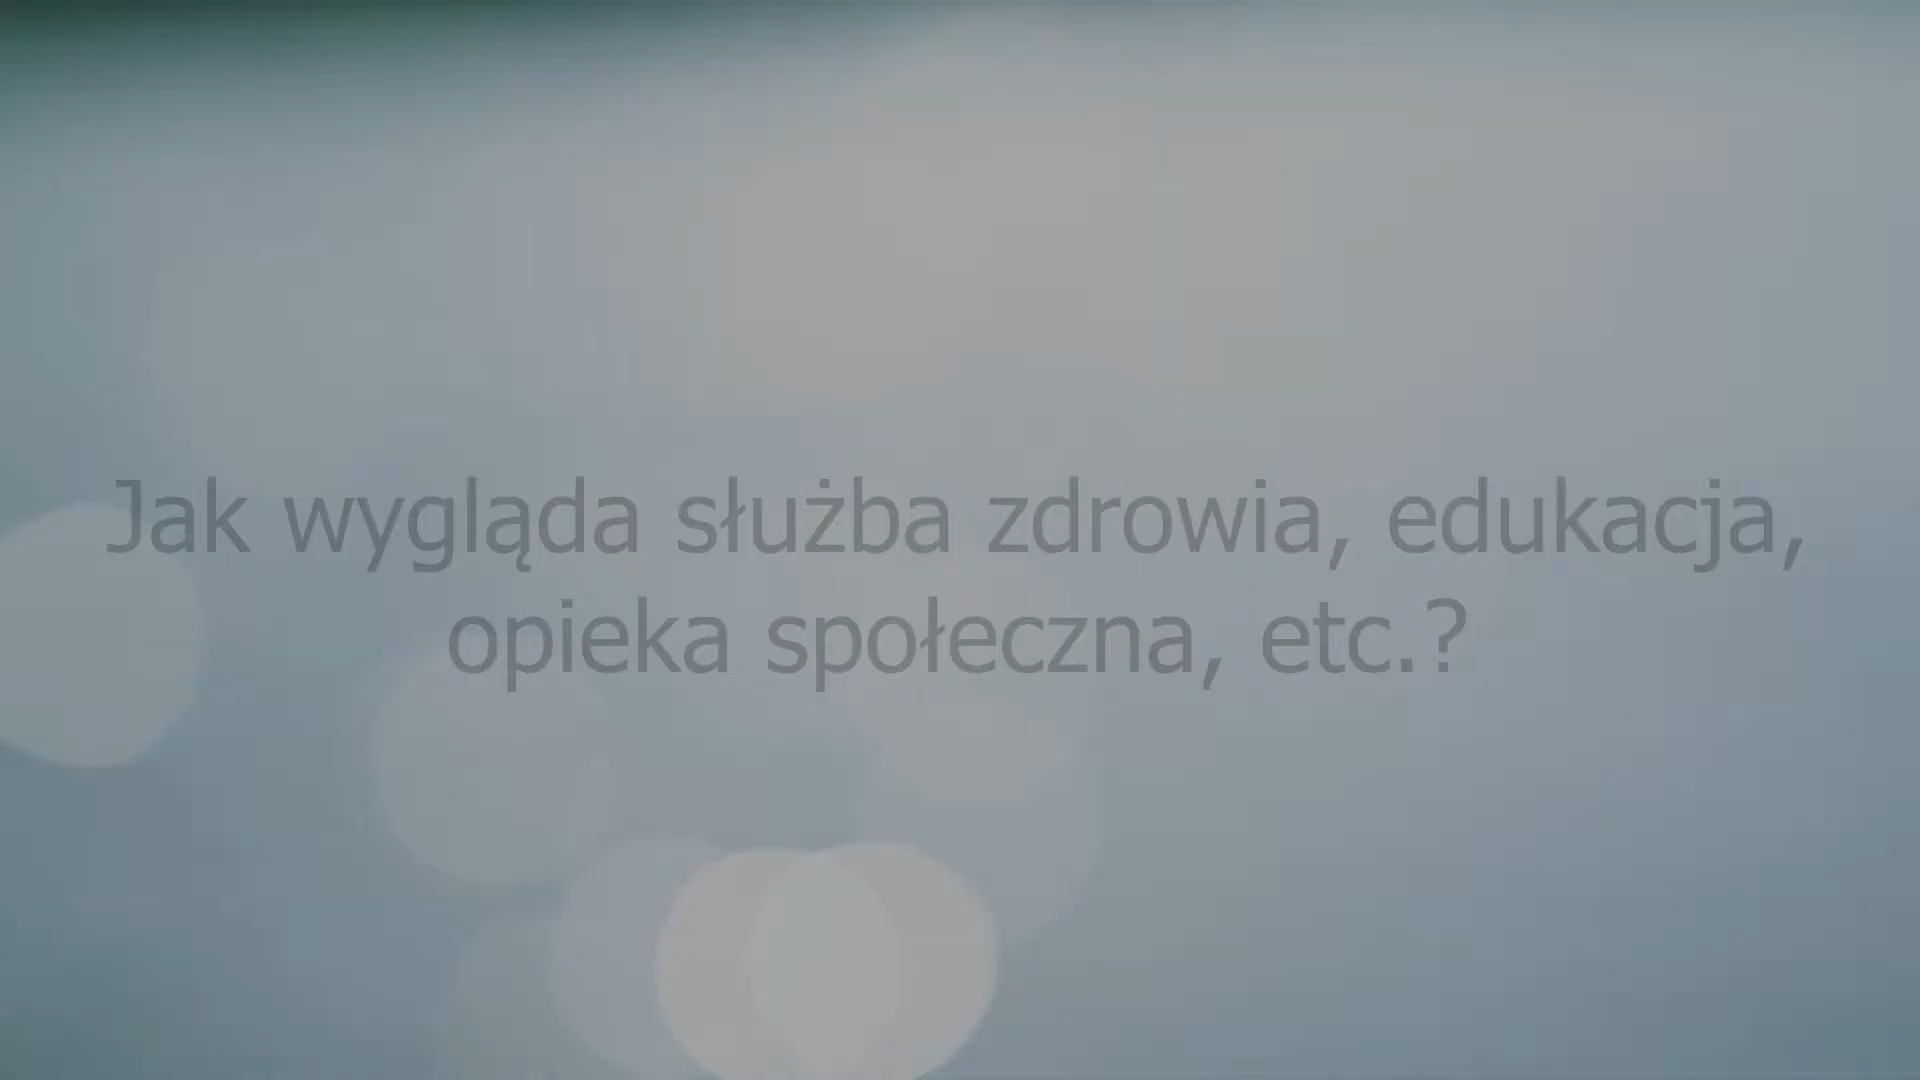 Jak wygląda służba zdrowia, edukacja,
opieka społeczna, etc.?